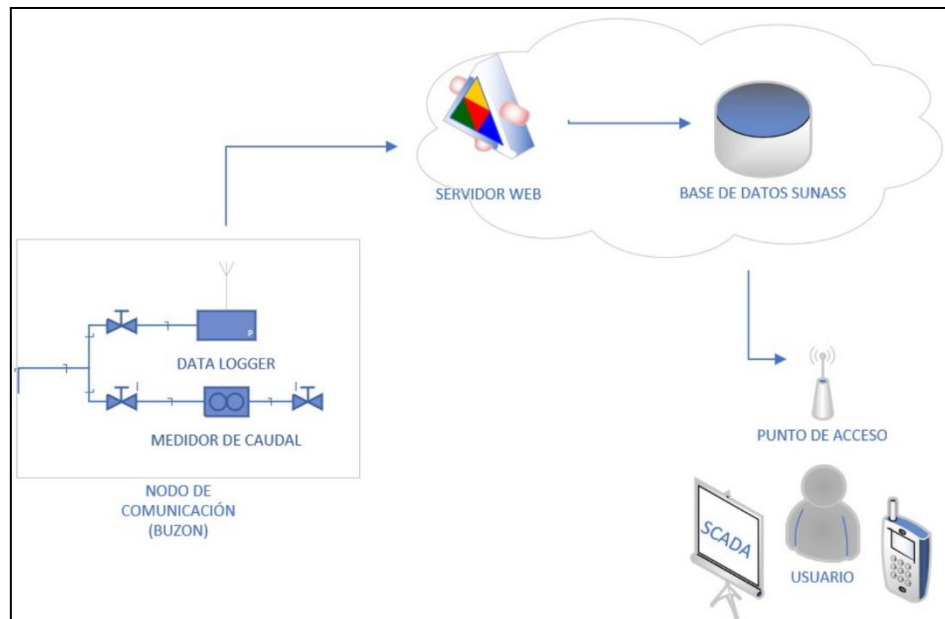 SERVIDOR WEB
BASE DE DATOS SUNASS
P
DATA LOGGER
MEDIDOR DE CAUDAL
NODO DE
COMUNICACIÓN
(BUZON)
PUNTO DE ACCESO
SCADA
USUARIO